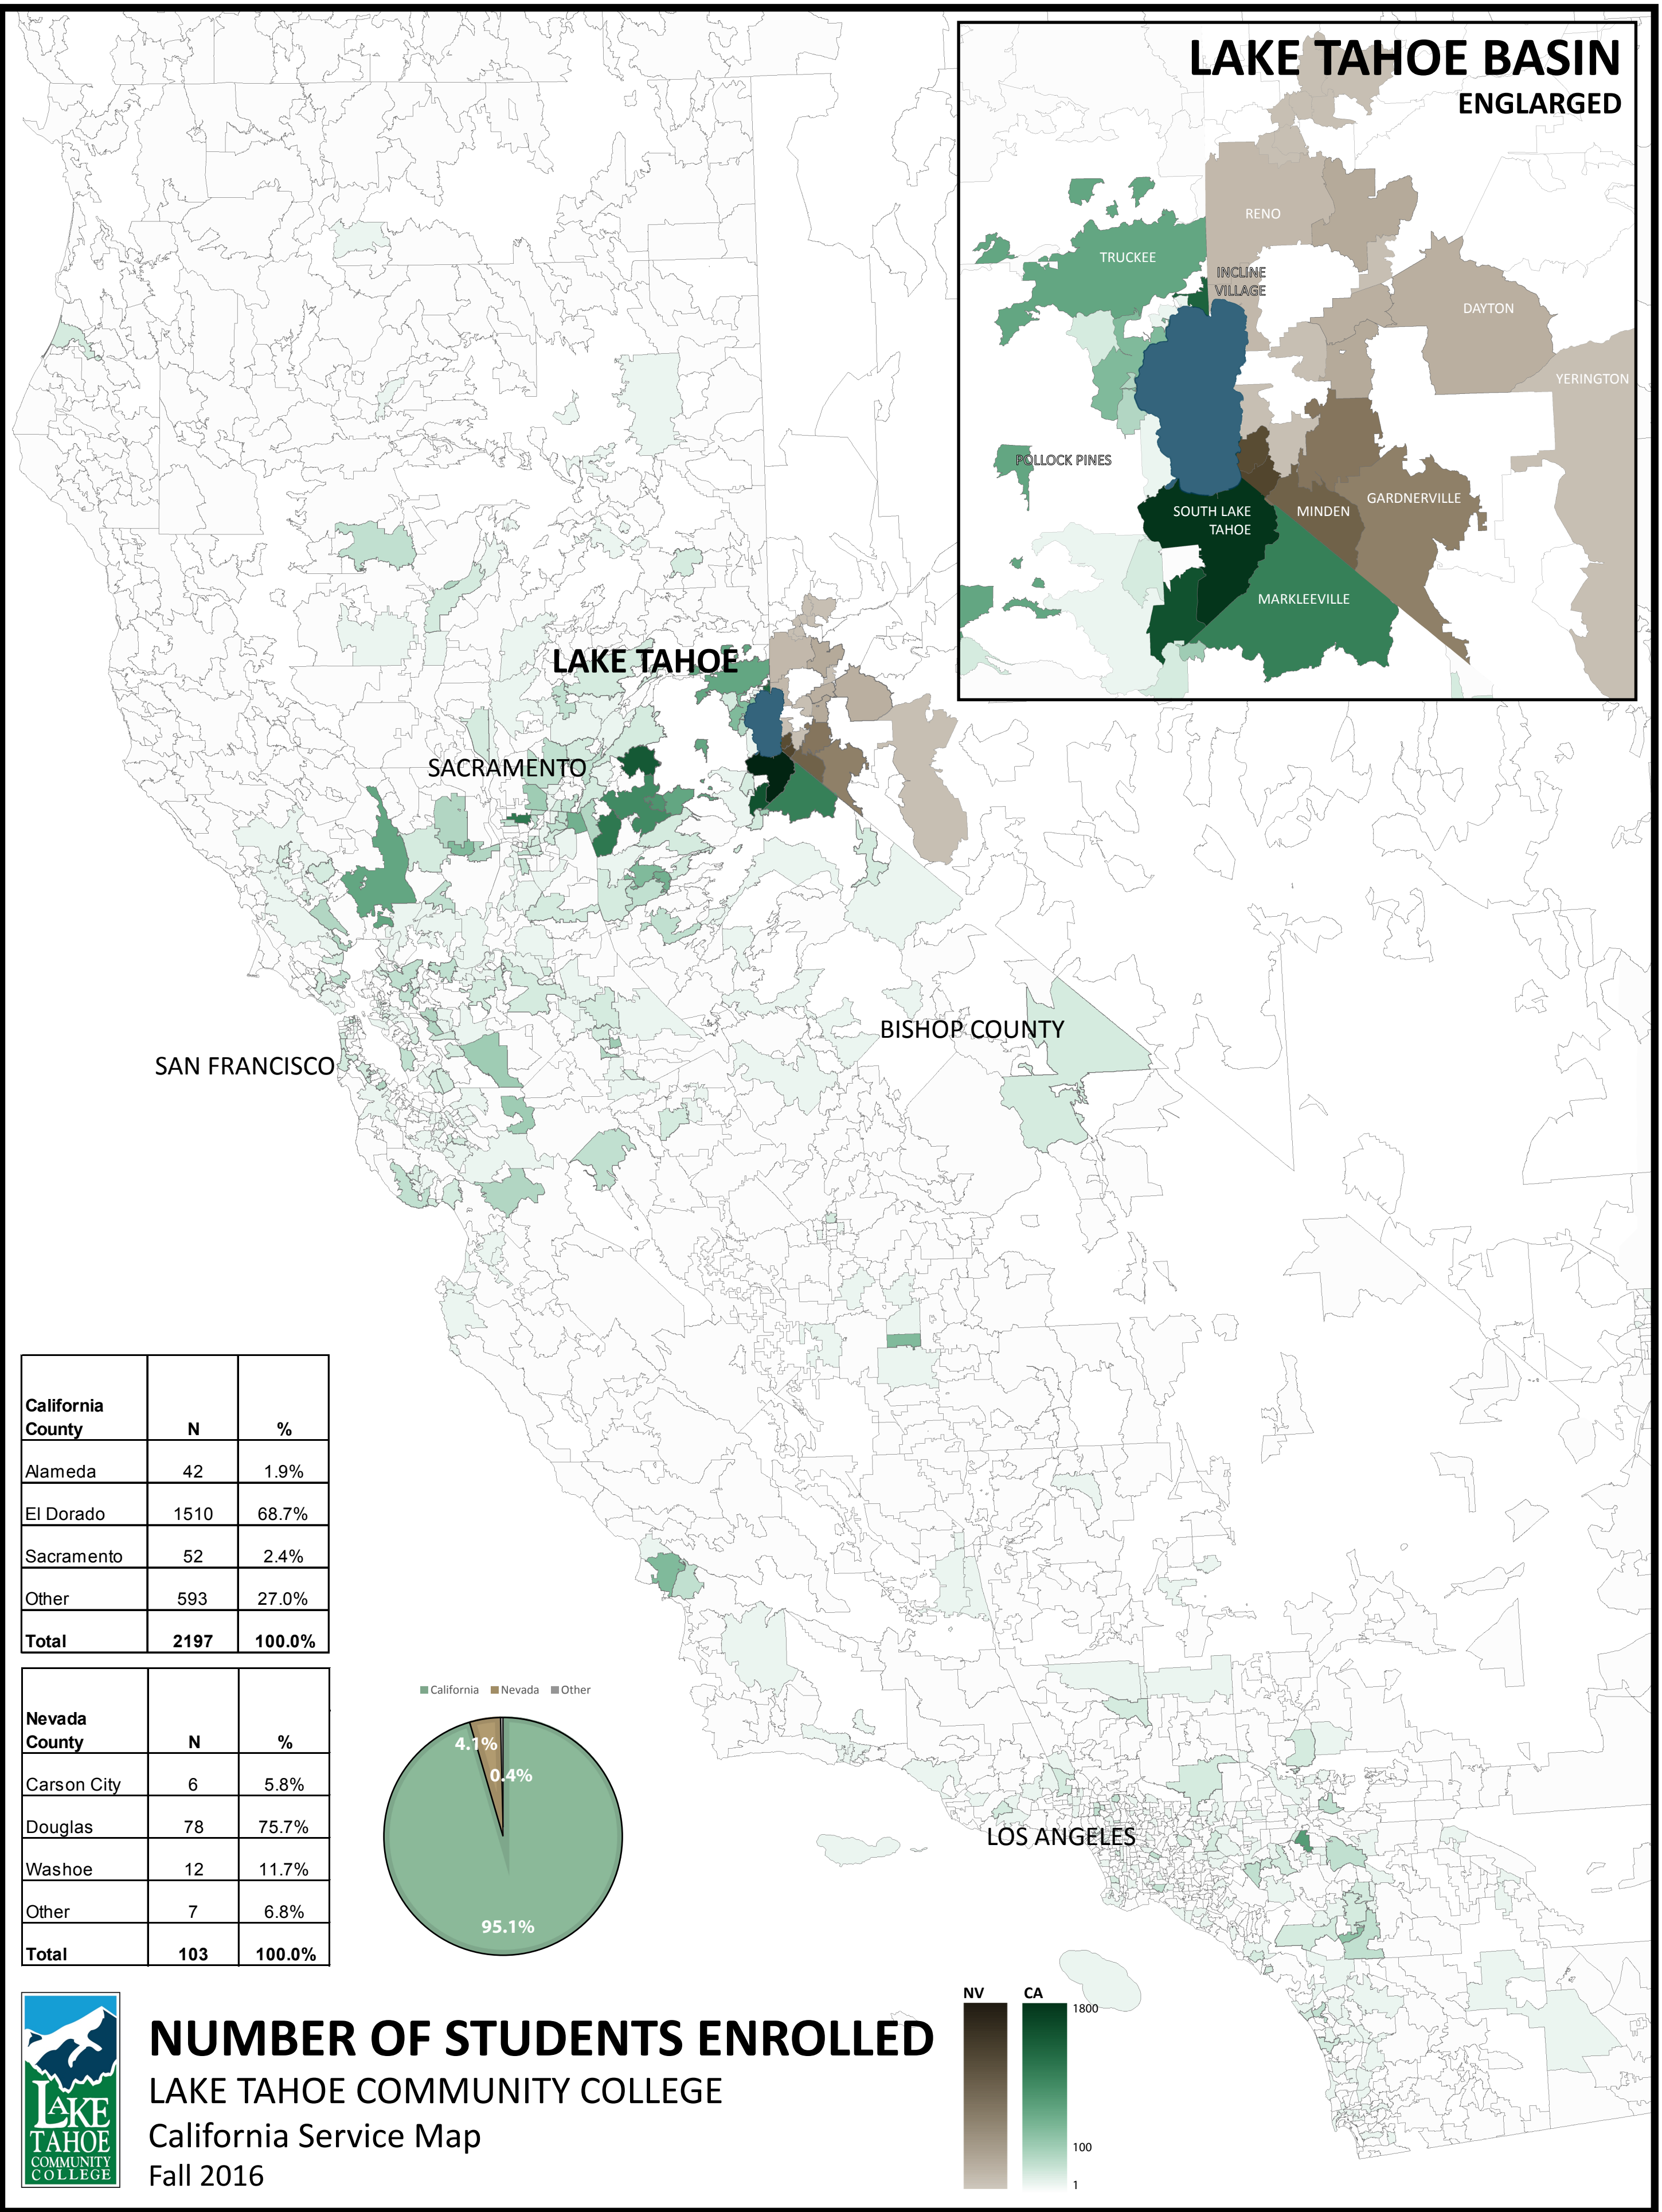 LAKE TAHOE BASIN
ENGLARGED
RENO
TRUCKEE
INCLINE
VILLAGE
DAYTON
YERINGTON
POLLOCK PINES
GARDNERVILLE
SOUTH LAKE
TAHOE
MINDEN
MARKLEEVILLE
LAKE TAHOE
SACRAMENTO
BISHOP COUNTY
SAN FRANCISCO
LOS ANGELES
California
County N %
Alameda 42 1.9%
El Dorado 1510 68.7%
Sacramento 52 2.4%
Other 593 27.0%
Total 2197 100.0%
Nevada
County N %
Carson City 6 5.8%
Douglas 78 75.7%
Washoe 12 11.7%
Other 7 6.8%
Total 103 100.0%
California Nevada Other
4.1%
0.4%
95.1%
NV CA
1800
100
1
LAKE
TAHOE
COMMUNITY
COLLEGE
NUMBER OF STUDENTS ENROLLED
LAKE TAHOE COMMUNITY COLLEGE
California Service Map
Fall 2016